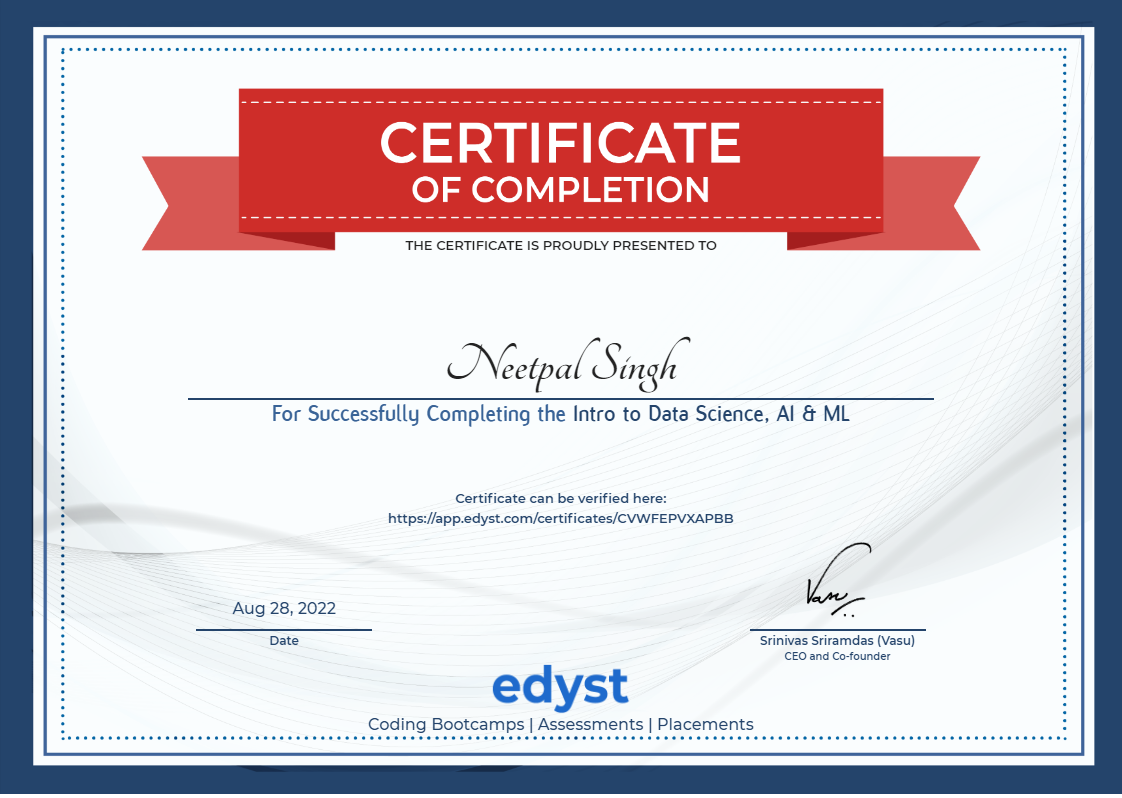 CERTIFICATE
OF COMPLETION
THE CERTIFICATE IS PROUDLY PRESENTED TO
Neetpal Singh
For Successfully Completing the Intro to Data Science, AI & ML
Certificate can be verified here:
https://app.edyst.com/certificates/CVWFEPVXAPBB
Vasu
Aug 28, 2022
Date
Srinivas Sriramdas (Vasu)
CEO and Co-founder
edyst
Coding Bootcamps | Assessments | Placements